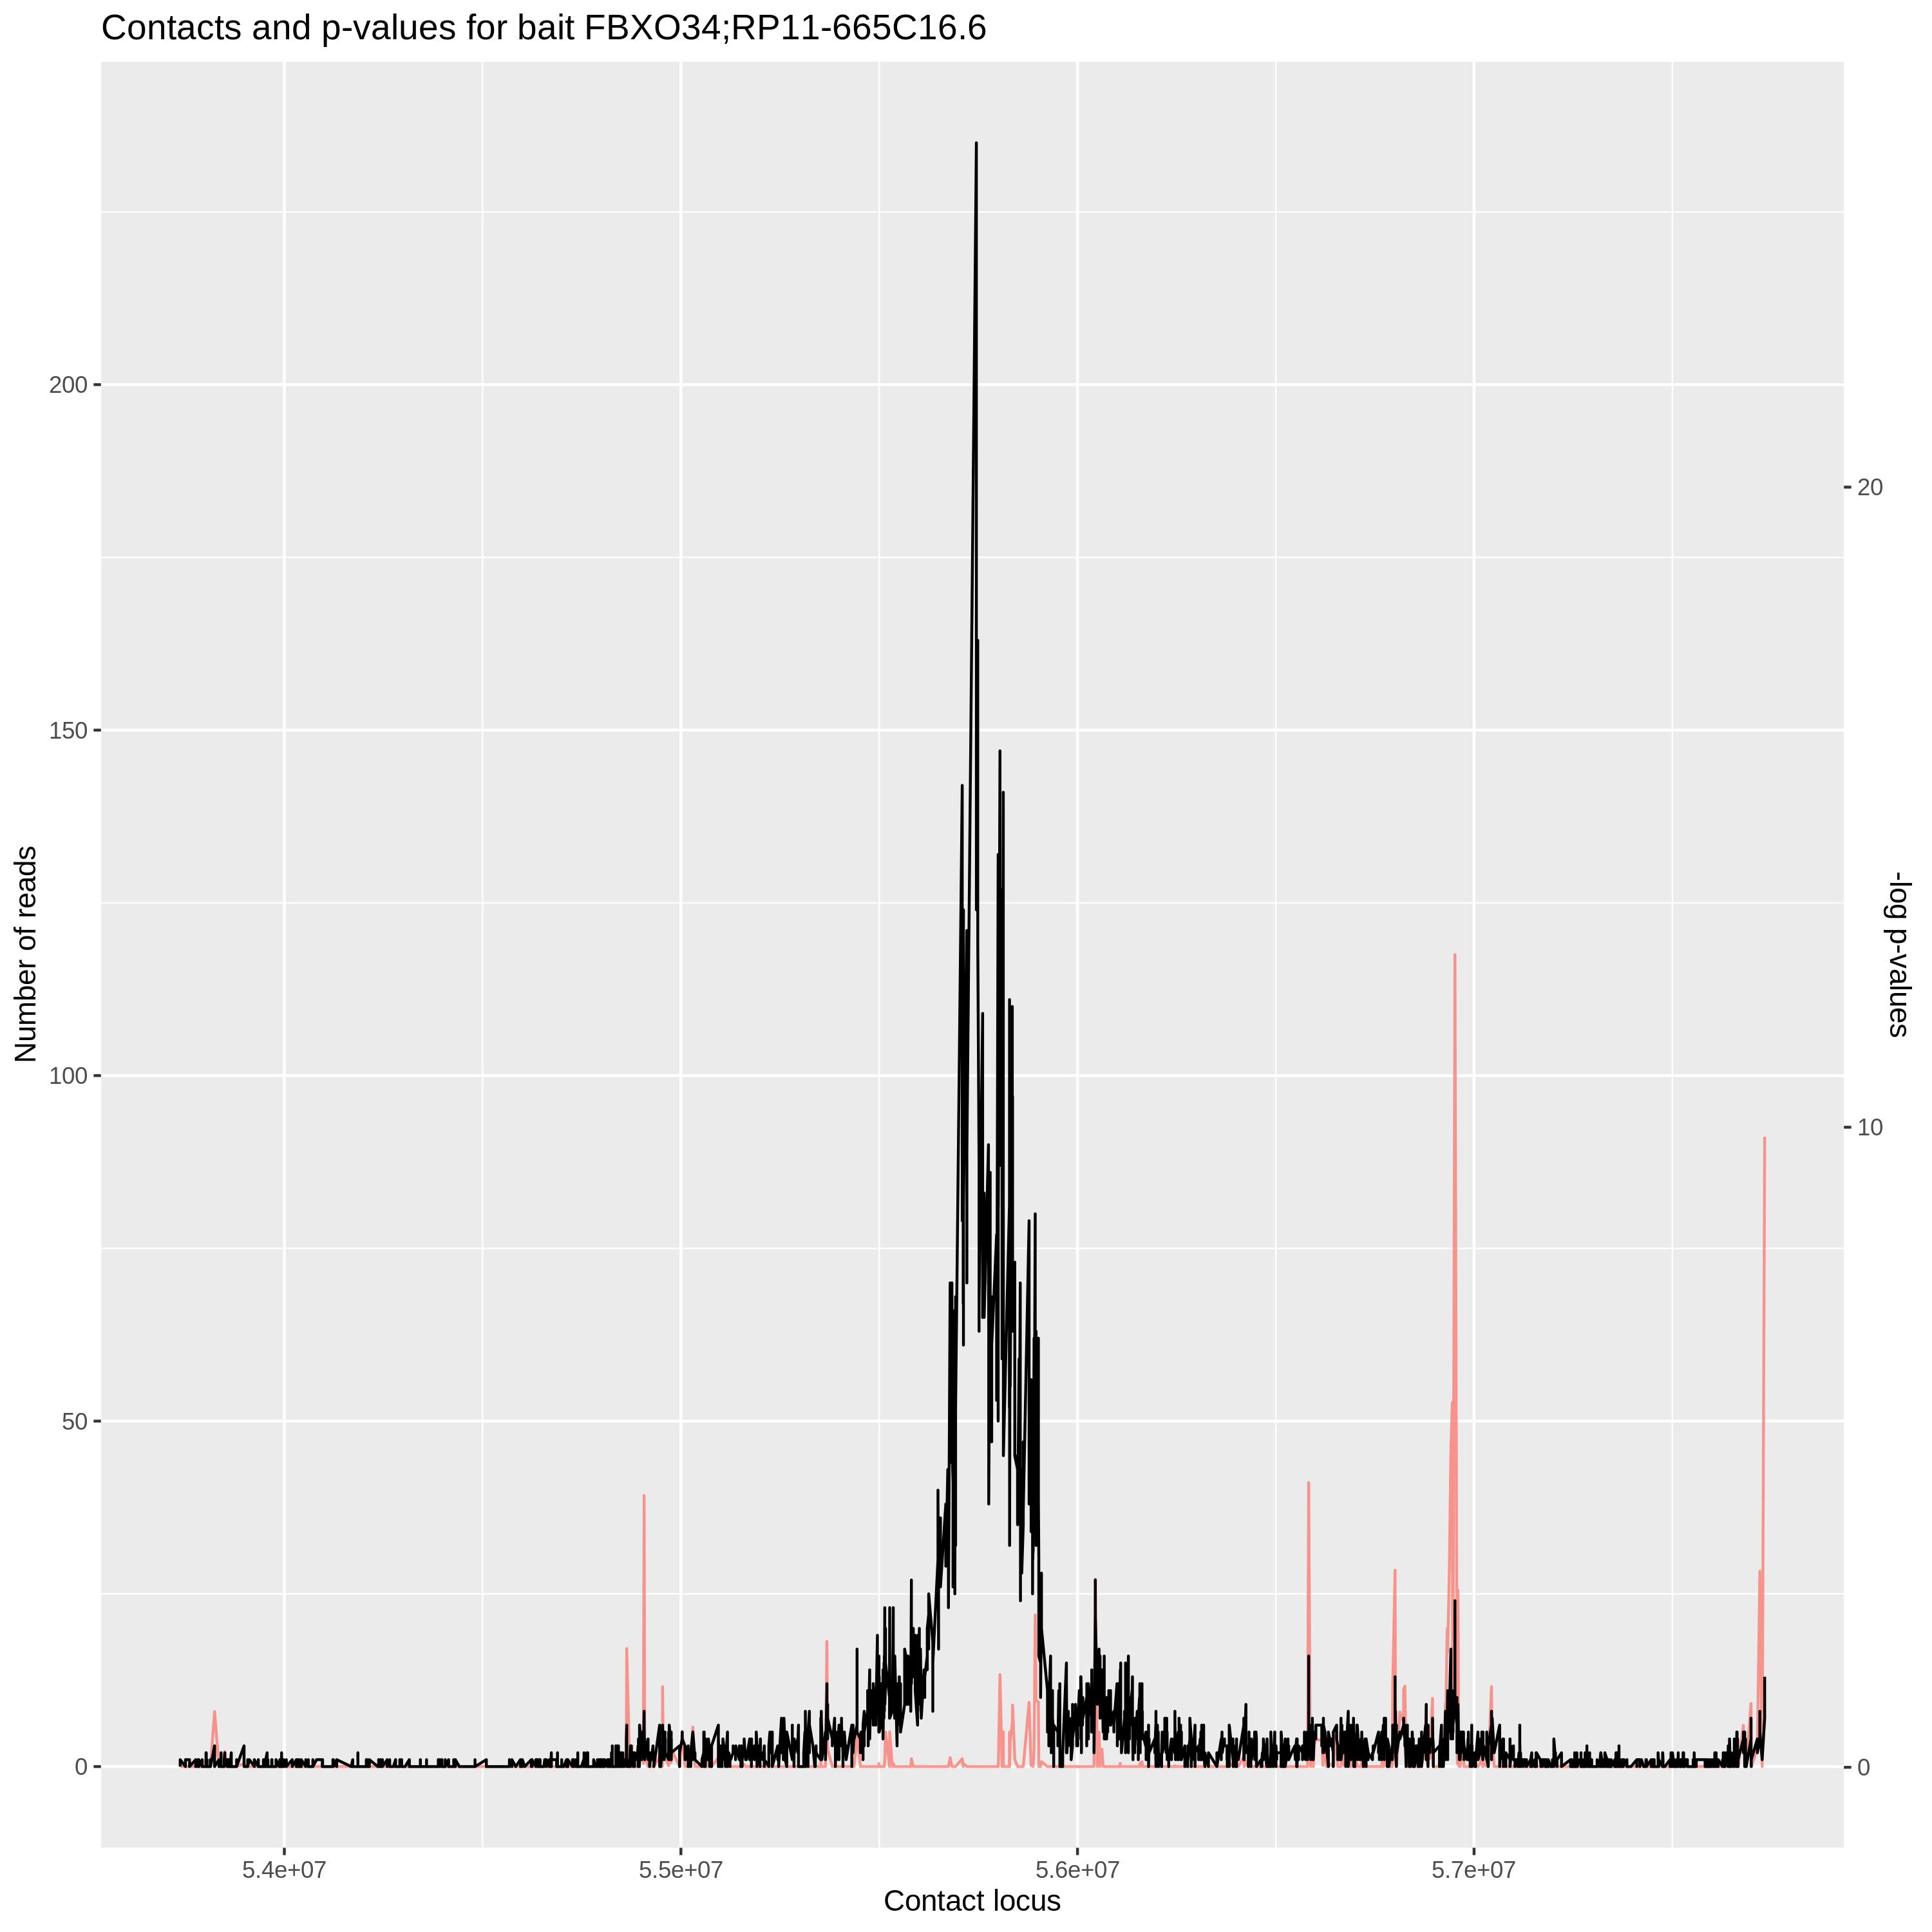 Contacts and p-values for bait FBXO34;RP11-665C16.6
Number of reads
200
150
100
50
0
20
10
0
-log p-values
5.4e+07
5.5e+07
5.6e+07
5.7e+07
Contact locus